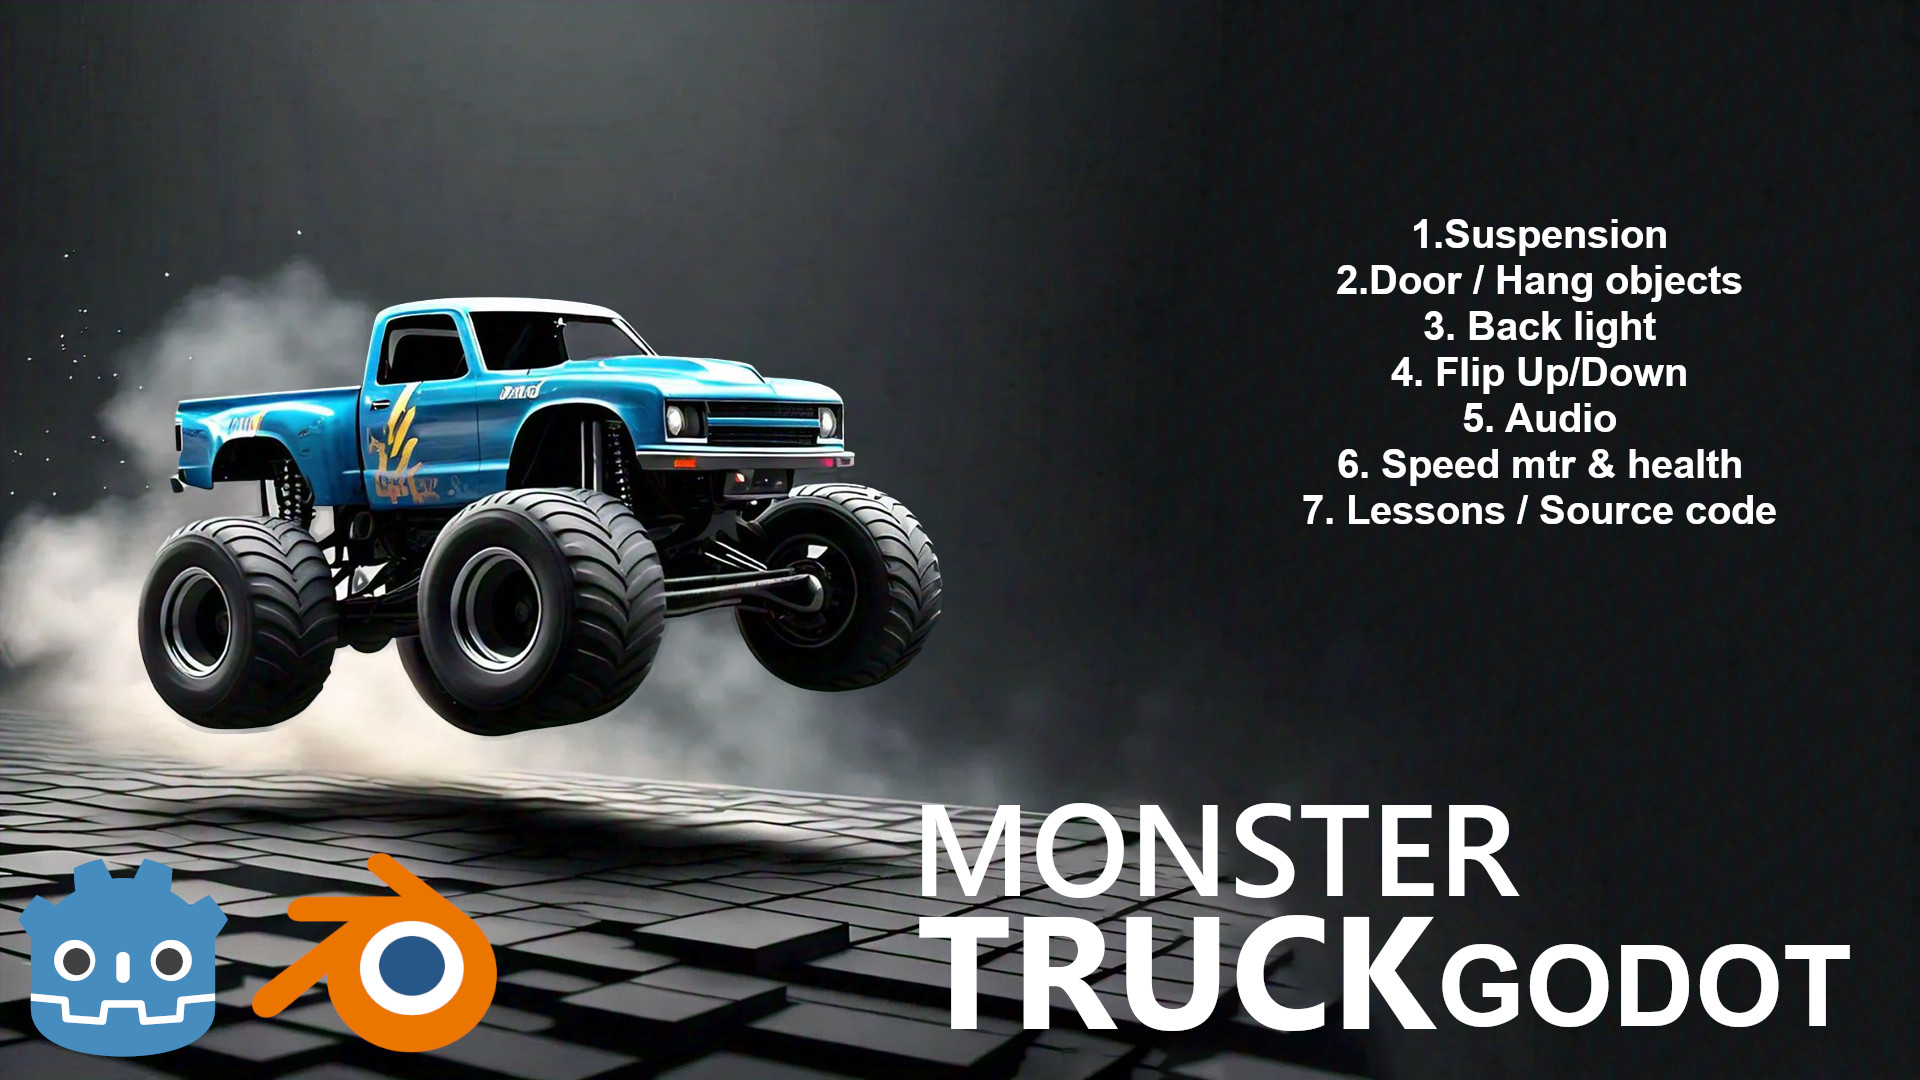 1.Suspension
2.Door / Hang objects
3. Back light
4. Flip Up/Down
5. Audio
6. Speed mtr & health
7. Lessons / Source code
MONSTER
TRUCK GODOT